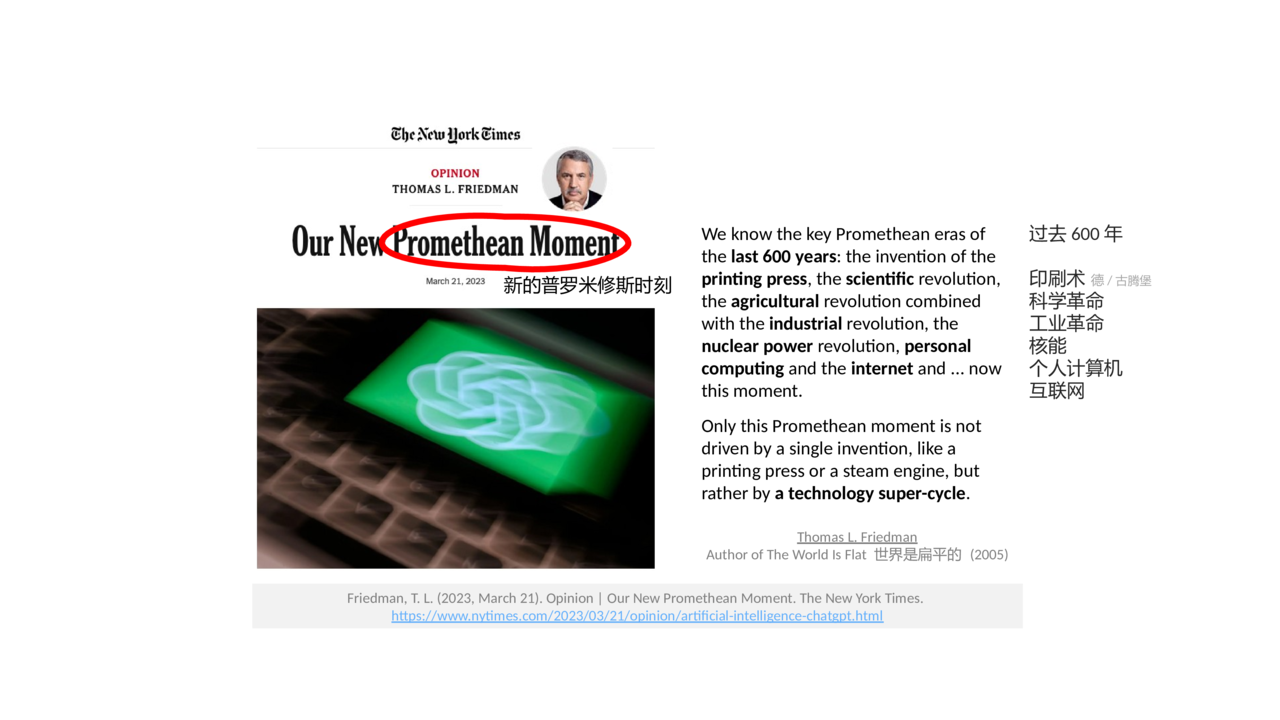 The New York Times
OPINION
THOMAS L. FRIEDMAN
Our New Promethean Moment
March 21, 2023
新的普罗米修斯时刻
We know the key Promethean eras of
the last 600 years: the invention of the
printing press, the scientific revolution,
the agricultural revolution combined
with the industrial revolution, the
nuclear power revolution, personal
computing and the internet and … now
this moment.
Only this Promethean moment is not
driven by a single invention, like a
printing press or a steam engine, but
rather by a technology super-cycle.
Thomas L. Friedman
Author of The World Is Flat 世界是扁平的 (2005)
过去 600 年
印刷术 德 / 古腾堡
科学革命
工业革命
核能
个人计算机
互联网
Friedman, T. L. (2023, March 21). Opinion | Our New Promethean Moment. The New York Times.
https://www.nytimes.com/2023/03/21/opinion/artificial-intelligence-chatgpt.html